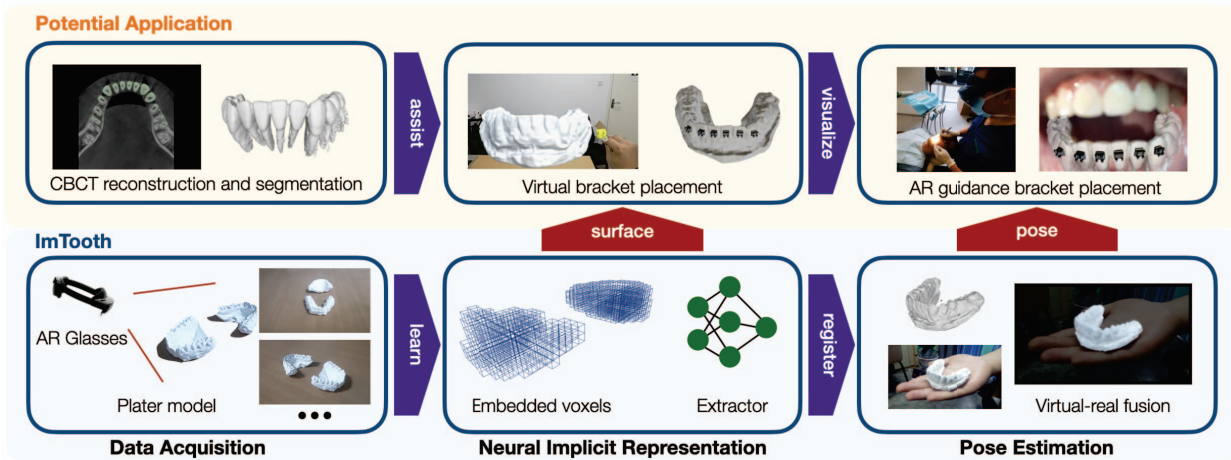 Potential Application
CBCT reconstruction and segmentation
assist
Virtual bracket placement
visualize
AR guidance bracket placement
surface
pose
ImTooth
AR Glasses
Plater model
learn
Embedded voxels
Extractor
register
Virtual-real fusion
Data Acquisition
Neural Implicit Representation
Pose Estimation